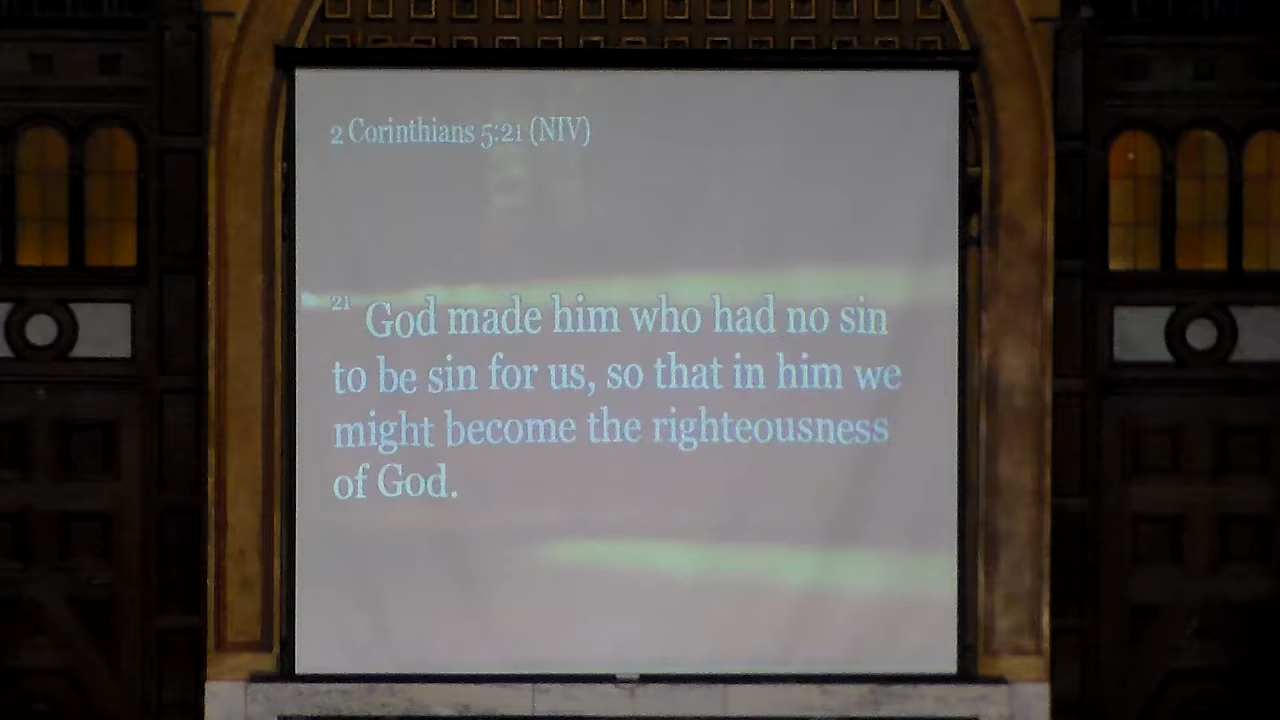 2 Corinthians 5:21 (NIV)
21 God made him who had no sin
to be sin for us, so that in him we
might become the righteousness
of God.